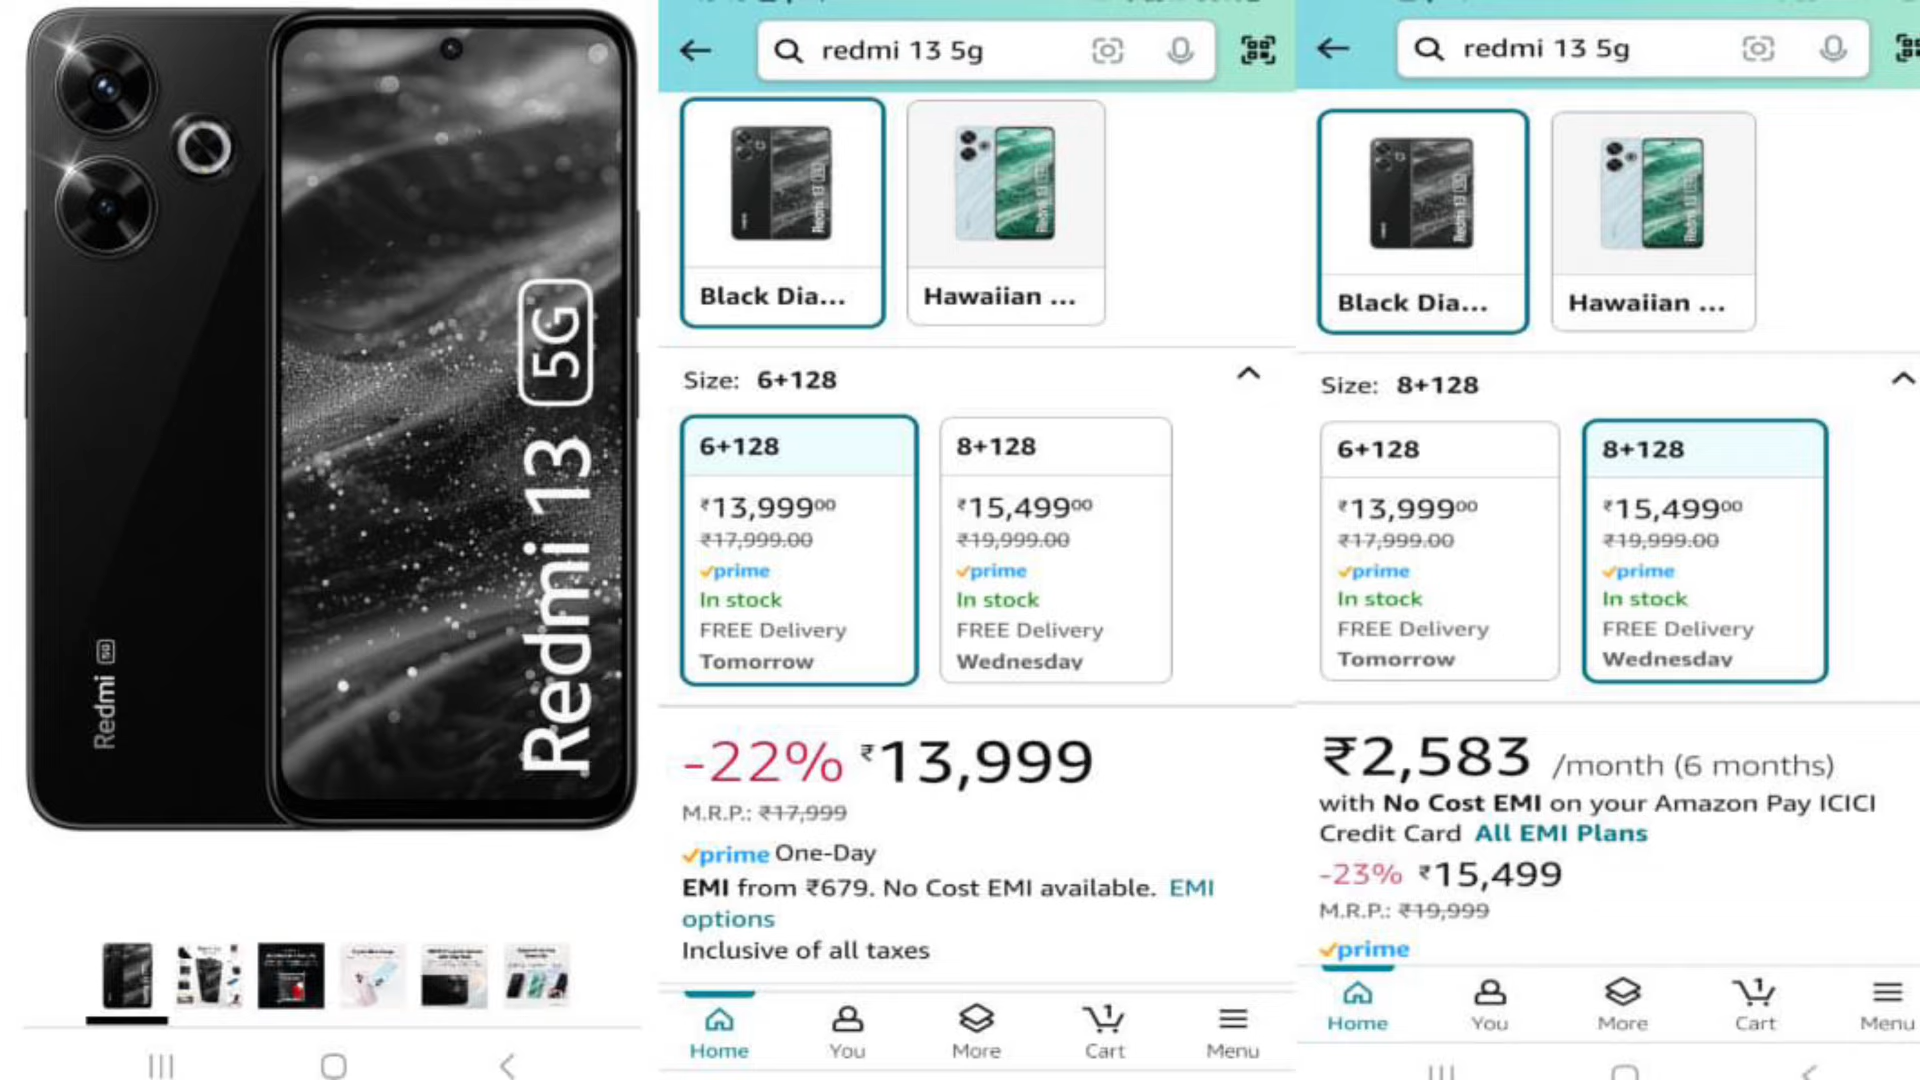 Redmi 5G
Redmi 13 5G
redmi 13 5g
Black Dia...
Hawaiian ...
Size: 6+128
6+128
₹13,99900
₹17,999.00
prime
In stock
FREE Delivery
Tomorrow
8+128
₹15,49900
₹19,999.00
prime
In stock
FREE Delivery
Wednesday
-22% ₹13,999
M.R.P.: ₹17,999
prime One-Day
EMI from ₹679. No Cost EMI available. EMI
options
Inclusive of all taxes
Home
You
More
1
Cart
Menu
redmi 13 5g
Black Dia...
Hawaiian ...
Size: 8+128
6+128
₹13,99900
₹17,999.00
prime
In stock
FREE Delivery
Tomorrow
8+128
₹15,49900
₹19,999.00
prime
In stock
FREE Delivery
Wednesday
₹2,583 /month (6 months)
with No Cost EMI on your Amazon Pay ICICI
Credit Card All EMI Plans
-23% ₹15,499
M.R.P.: ₹19,999
prime
Home
You
More
1
Cart
Menu